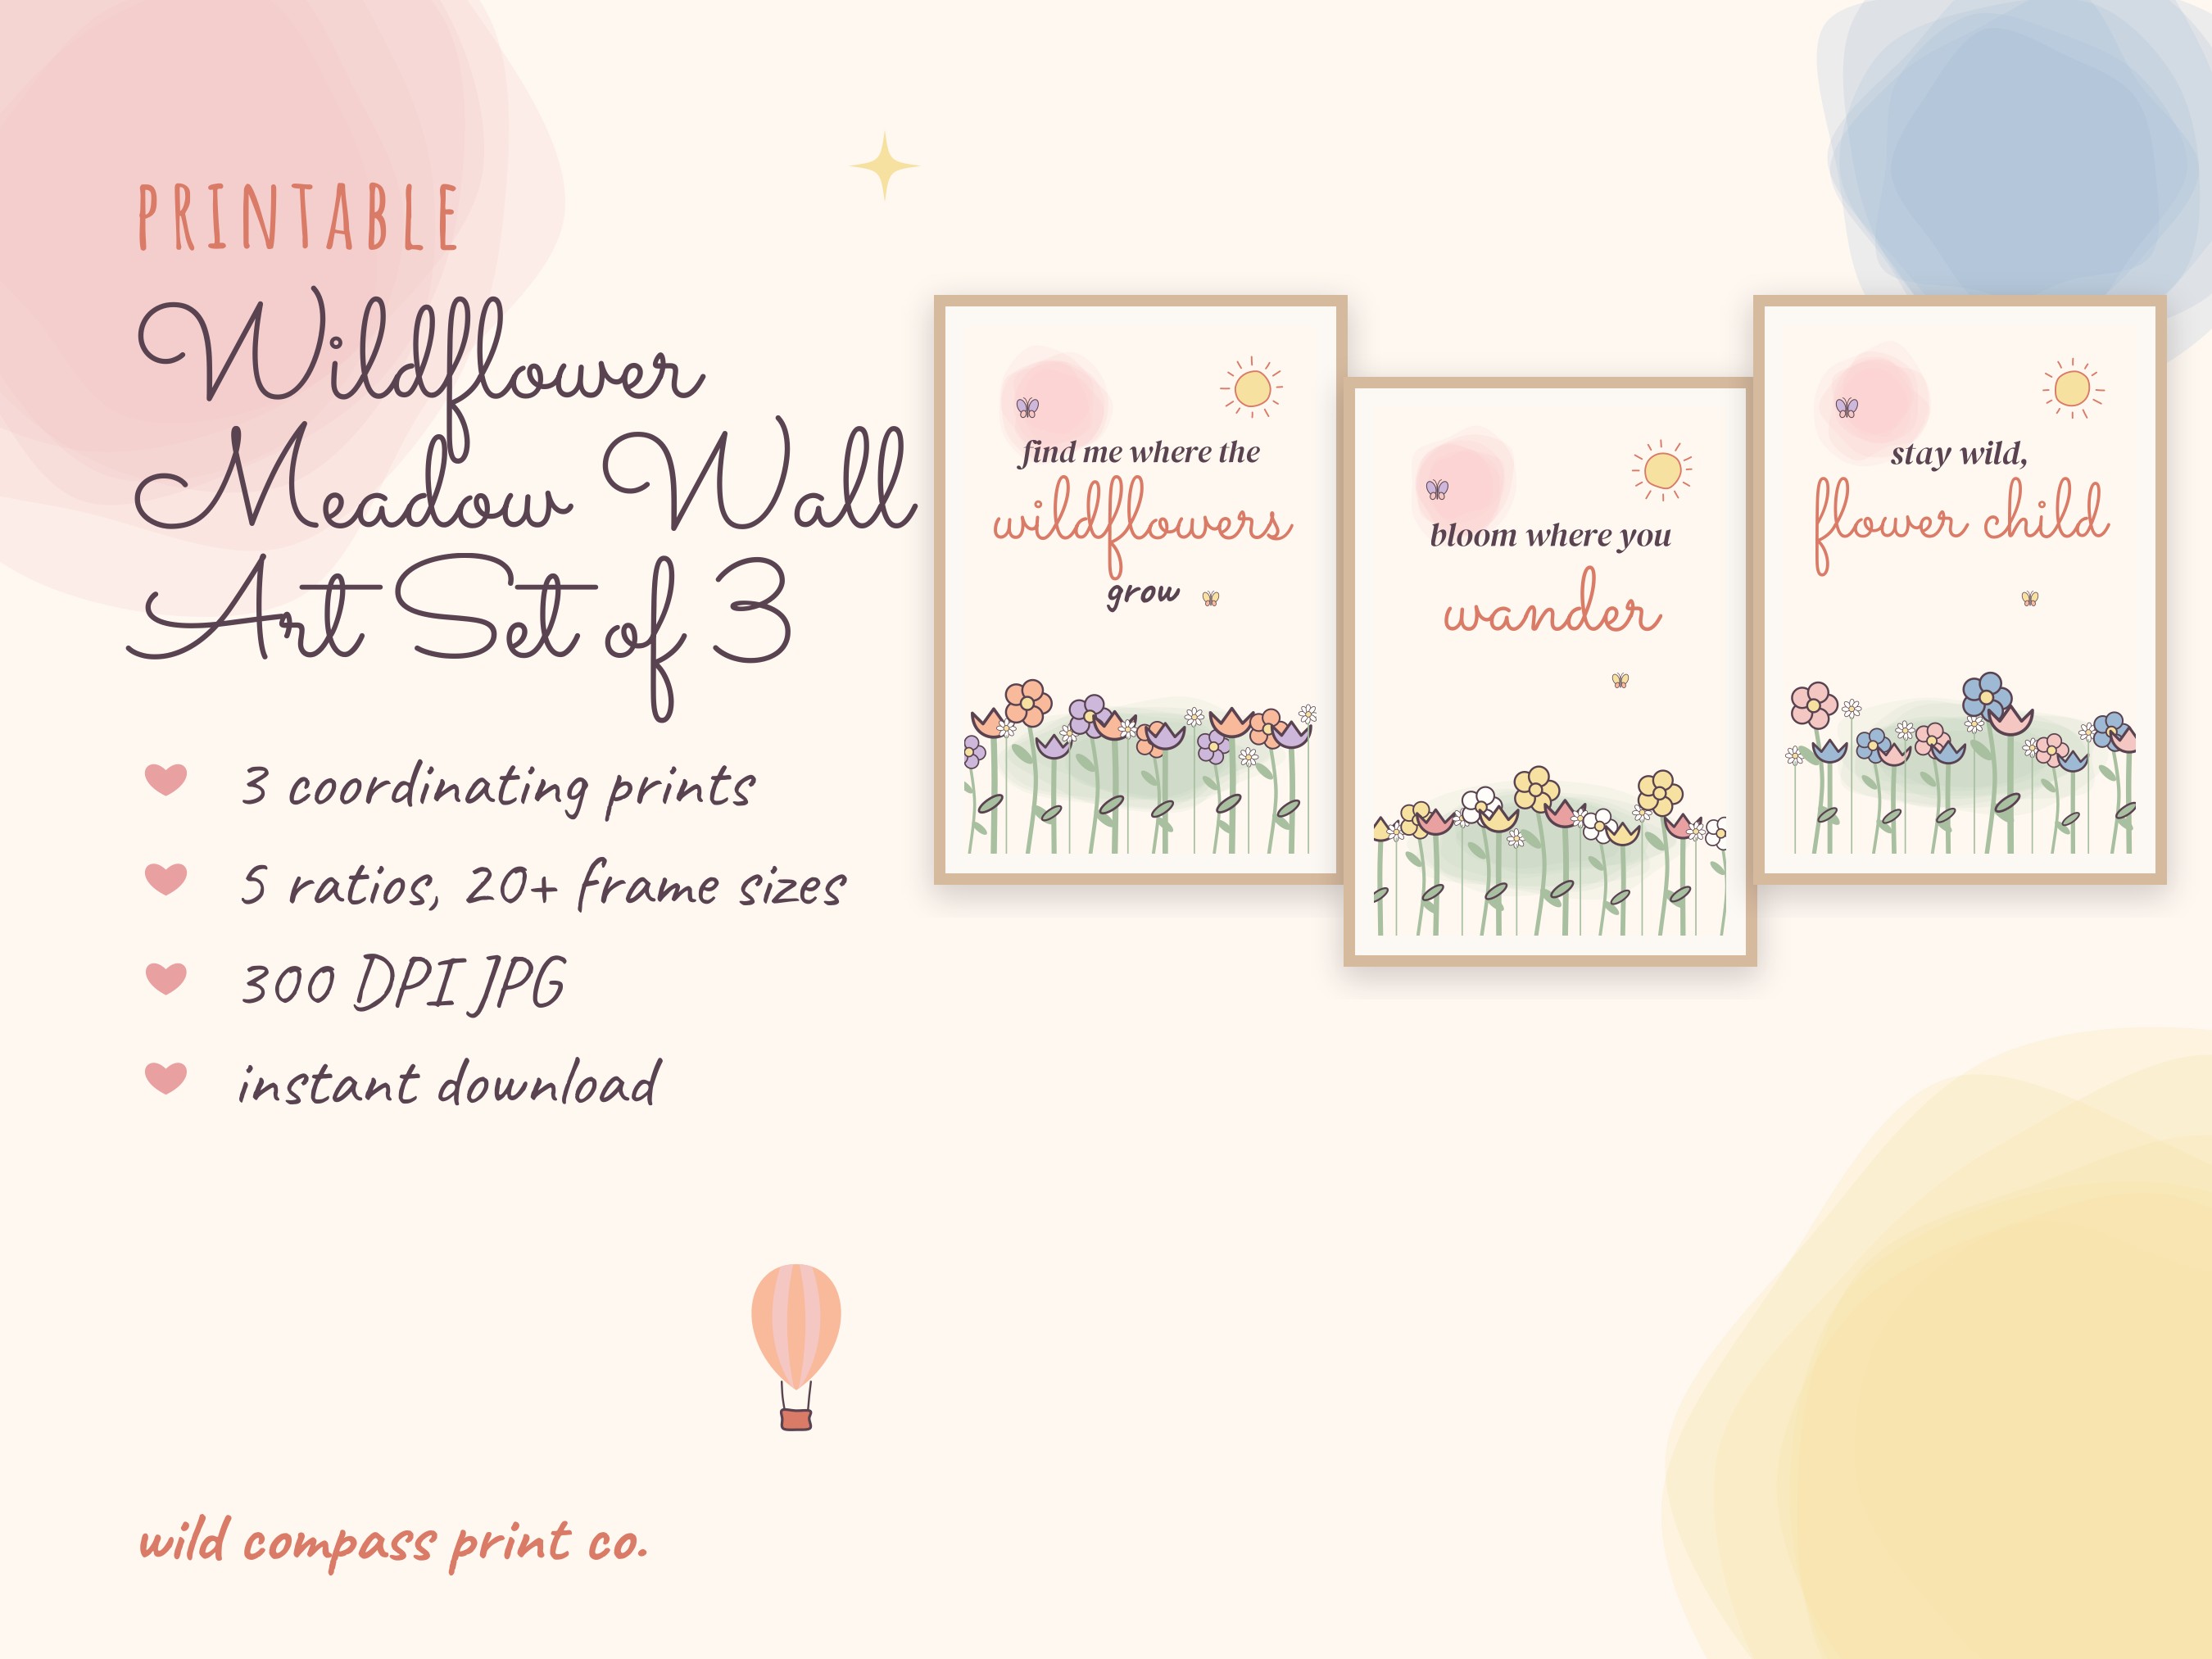 PRINTABLE
Wildflower
Meadow Wall
Art Set of 3
3 coordinating prints
5 ratios, 20+ frame sizes
300 DPI JPG
instant download
wild compass print co.
find me where the
wildflowers
grow
bloom where you
wander
stay wild,
flower child